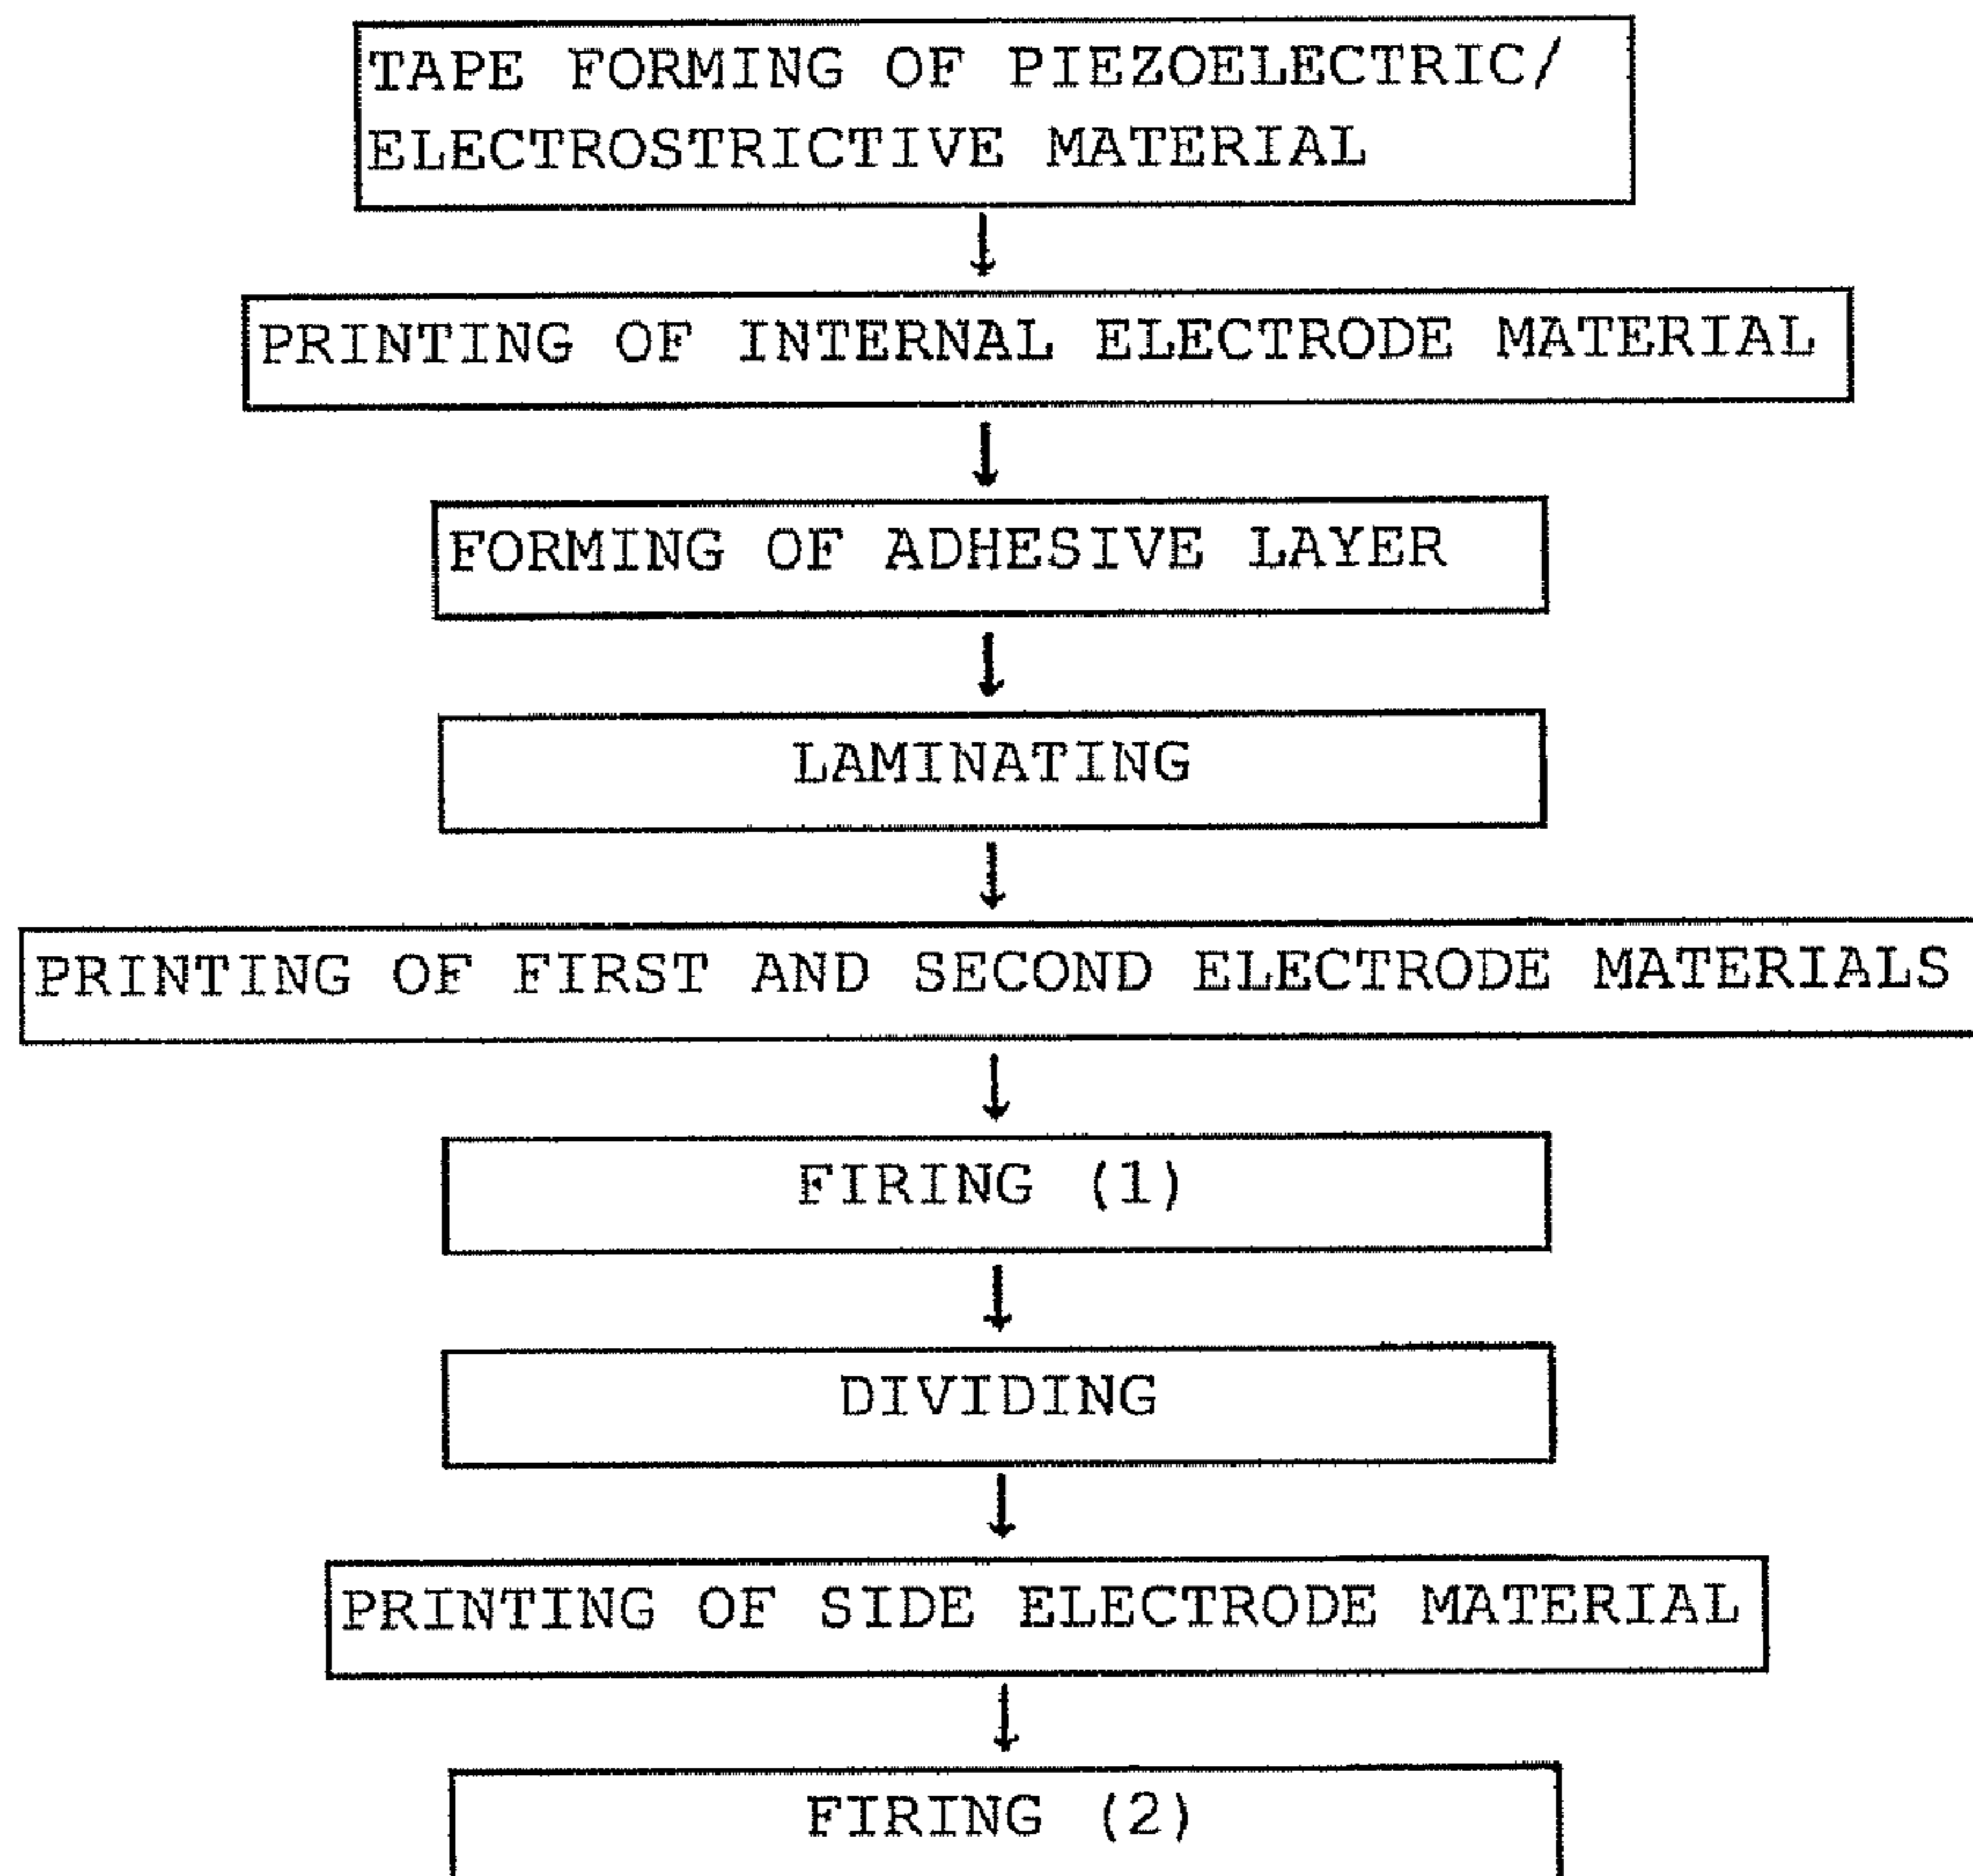 TAPE FORMING OF PIEZOELECTRIC/
ELECTROSTRICTIVE MATERIAL
PRINTING OF INTERNAL ELECTRODE MATERIAL
FORMING OF ADHESIVE LAYER
LAMINATING
PRINTING OF FIRST AND SECOND ELECTRODE MATERIALS
FIRING (1)
DIVIDING
PRINTING OF SIDE ELECTRODE MATERIAL
FIRING (2)